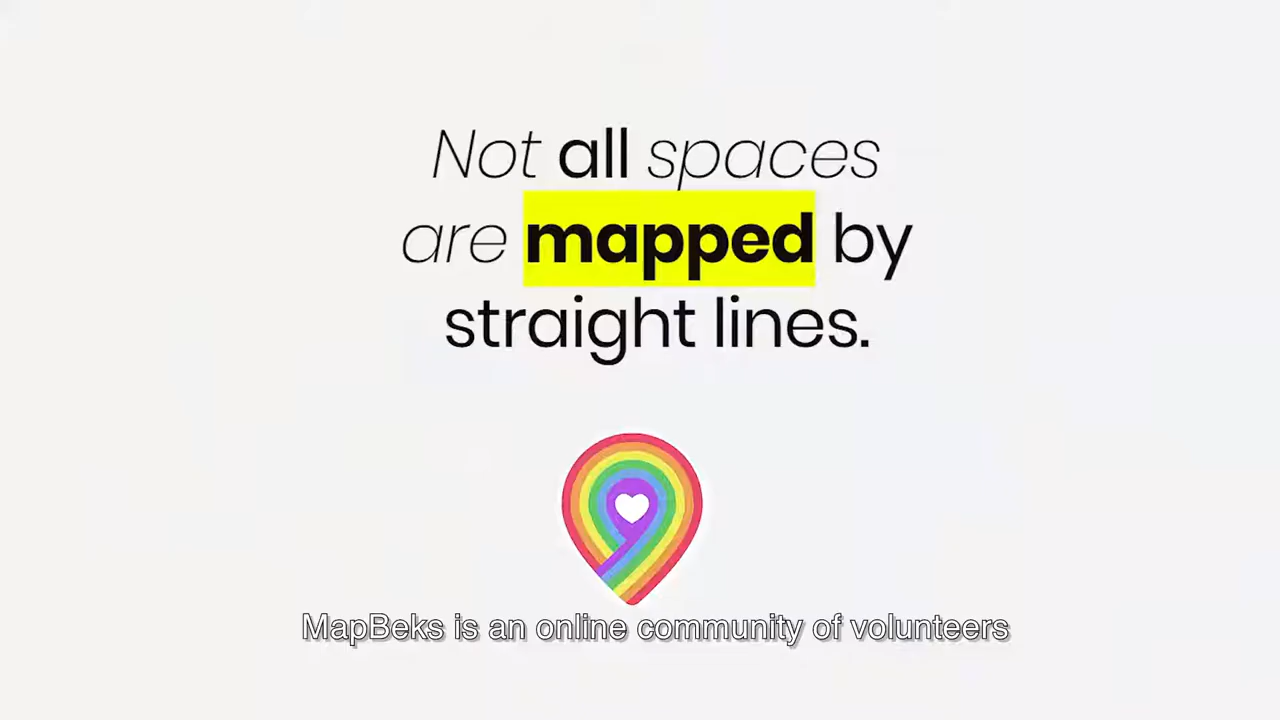 Not all spaces
are mapped by
straight lines.
MapBeks is an online community of volunteers